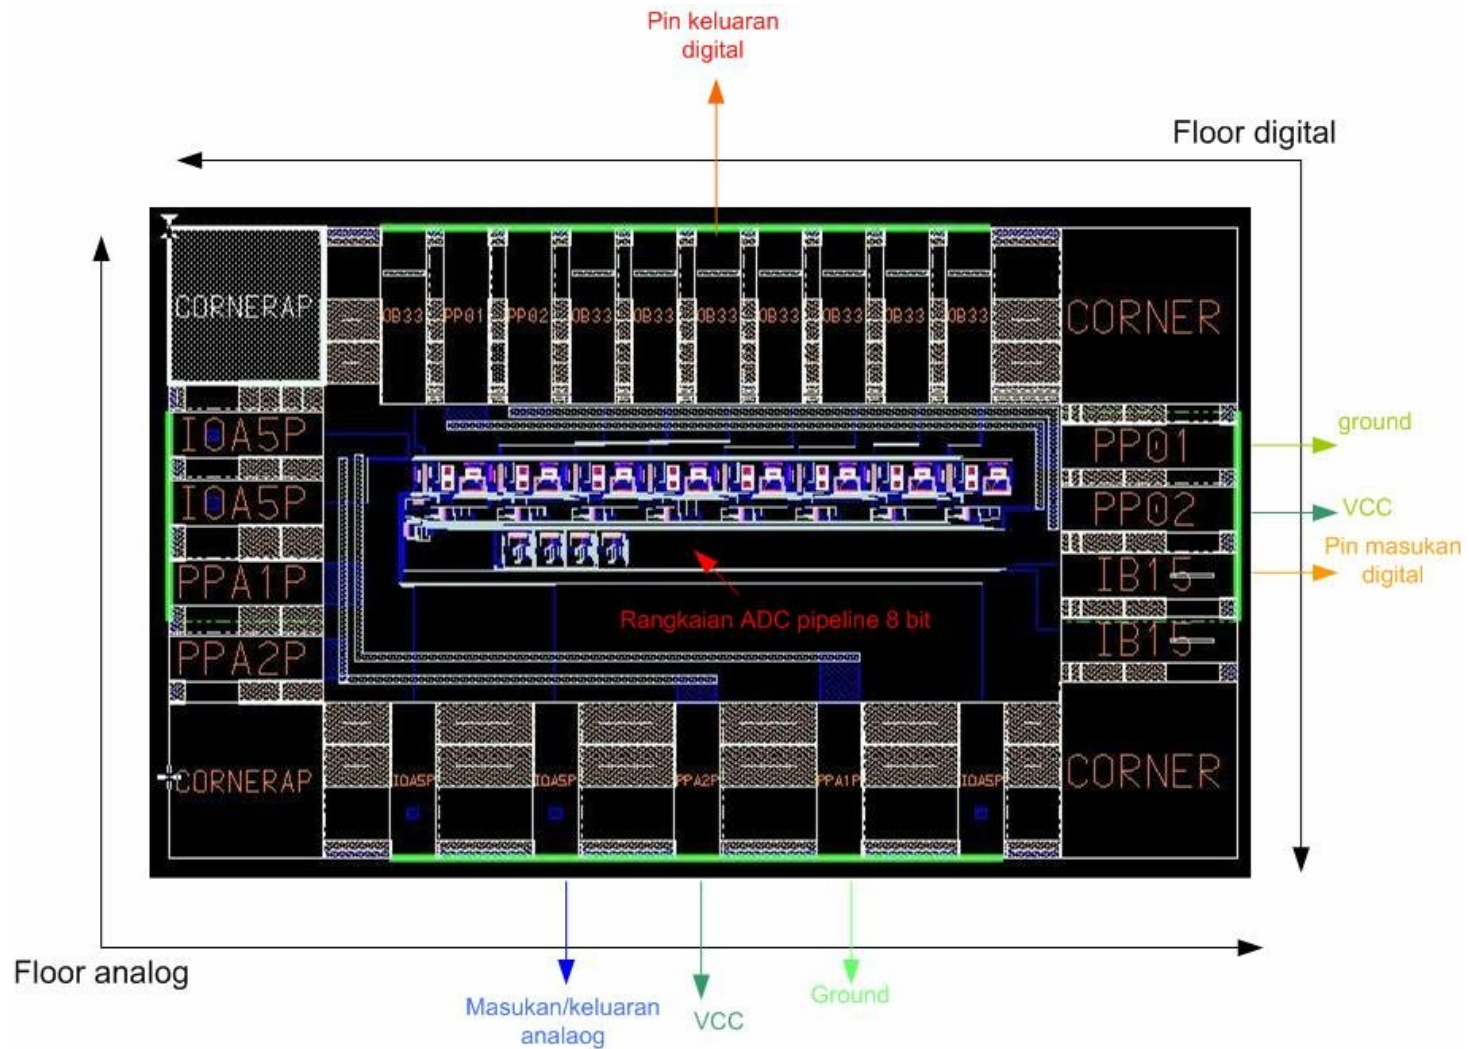 Pin keluaran
digital
Floor digital
CORNERAP
OB33
PP01
PP02
OB33
OB33
OB33
OB33
OB33
OB33
OB33
CORNER
IOA5P
IOA5P
PPA1P
PPA2P
PP01
PP02
IB15
IB15
ground
VCC
Pin masukan
digital
Rangkaian ADC pipeline 8 bit
CORNERAP
IOA5P
IOA5P
PPA2P
PPA1P
IOA5P
CORNER
Floor analog
Masukan/keluaran
analaog
VCC
Ground